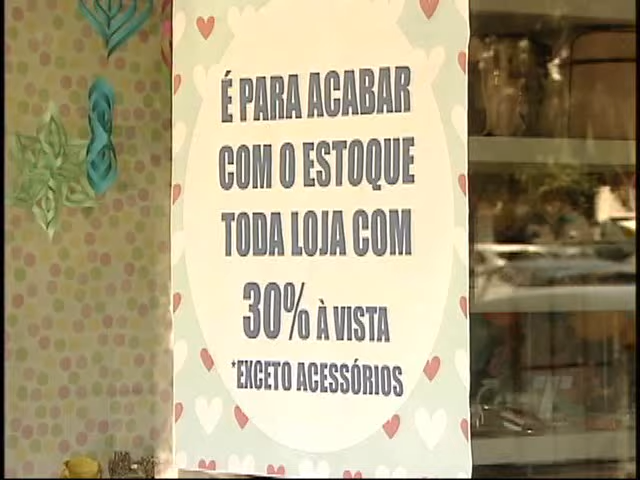 É PARA ACABAR
COM O ESTOQUE
TODA LOJA COM
30% À VISTA
*EXCETO ACESSÓRIOS